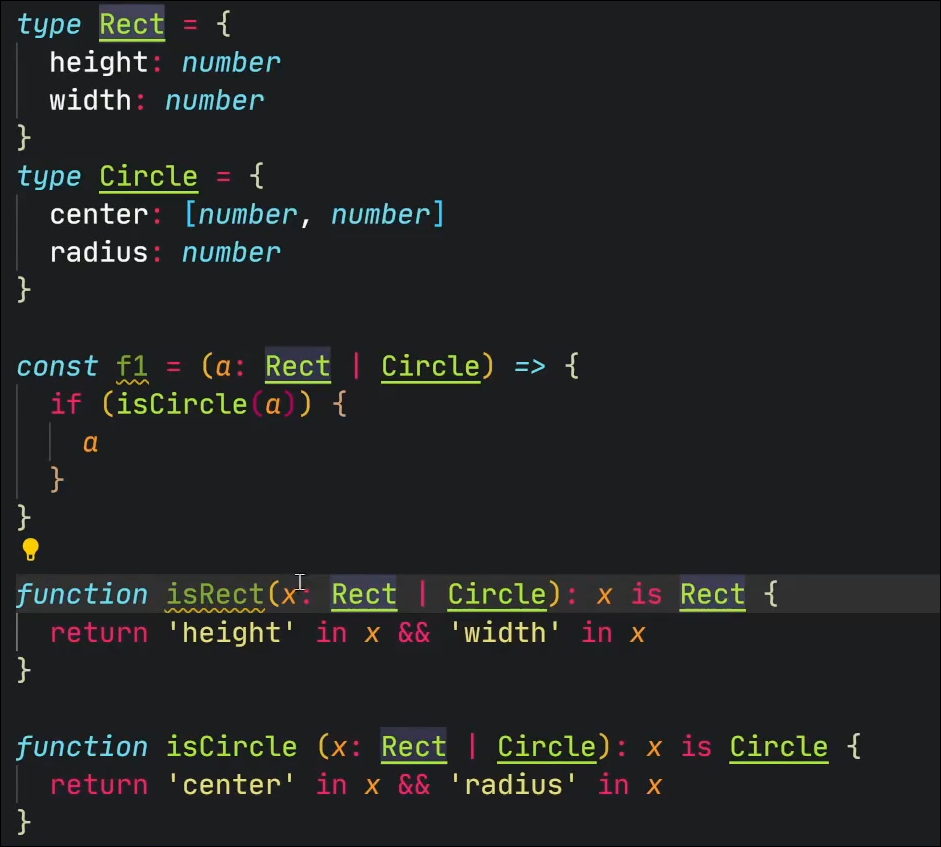 type Rect = {
  height: number
  width: number
}
type Circle = {
  center: [number, number]
  radius: number
}

const f1 = (a: Rect | Circle) => {
  if (isCircle(a)) {
    a
  }
}

function isRect(x: Rect | Circle): x is Rect {
  return 'height' in x && 'width' in x
}

function isCircle (x: Rect | Circle): x is Circle {
  return 'center' in x && 'radius' in x
}